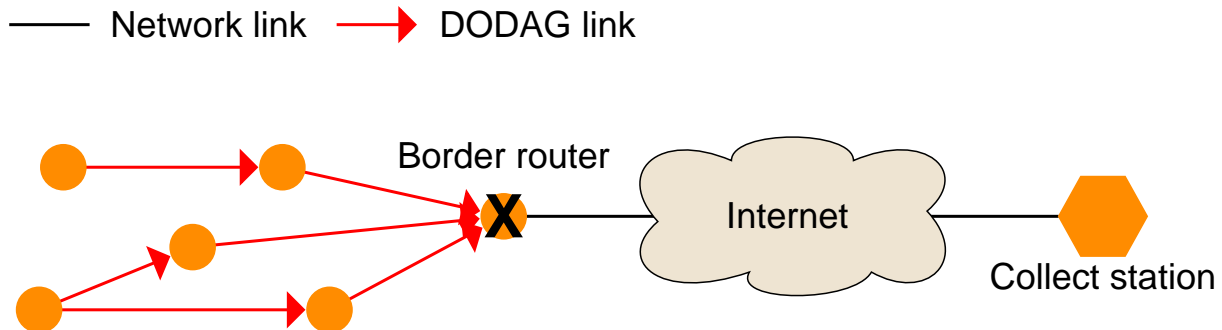 Network link DODAG link
Border router
X
Internet
Collect station